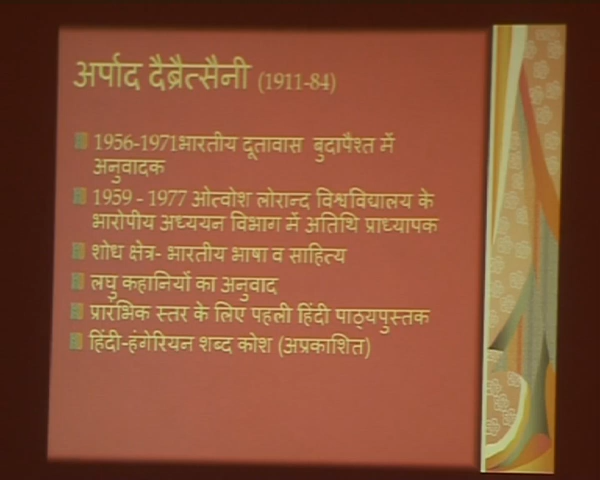 अर्पाद दैब्रैत्सैनी (1911-84)
1956-1971भारतीय दूतावास बुदापैश्त में
अनुवादक
1959 - 1977 ओत्वोश लोरान्द विश्वविद्यालय के
भारोपीय अध्ययन विभाग में अतिथि प्राध्यापक
शोध क्षेत्र- भारतीय भाषा व साहित्य
लघु कहानियों का अनुवाद
प्रारंभिक स्तर के लिए पहली हिंदी पाठ्यपुस्तक
हिंदी-हंगेरियन शब्द कोश (अप्रकाशित)